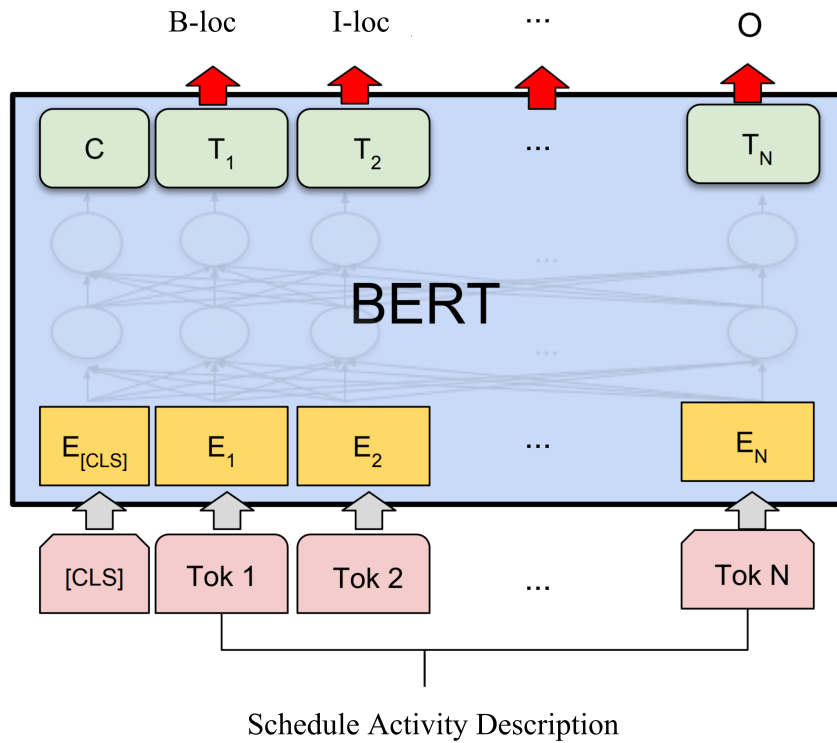 B-loc I-loc ... O
C T1 T2 ... TN
...
BERT
...
E[CLS] E1 E2 ... EN
[CLS] Tok 1 Tok 2 ... Tok N
Schedule Activity Description